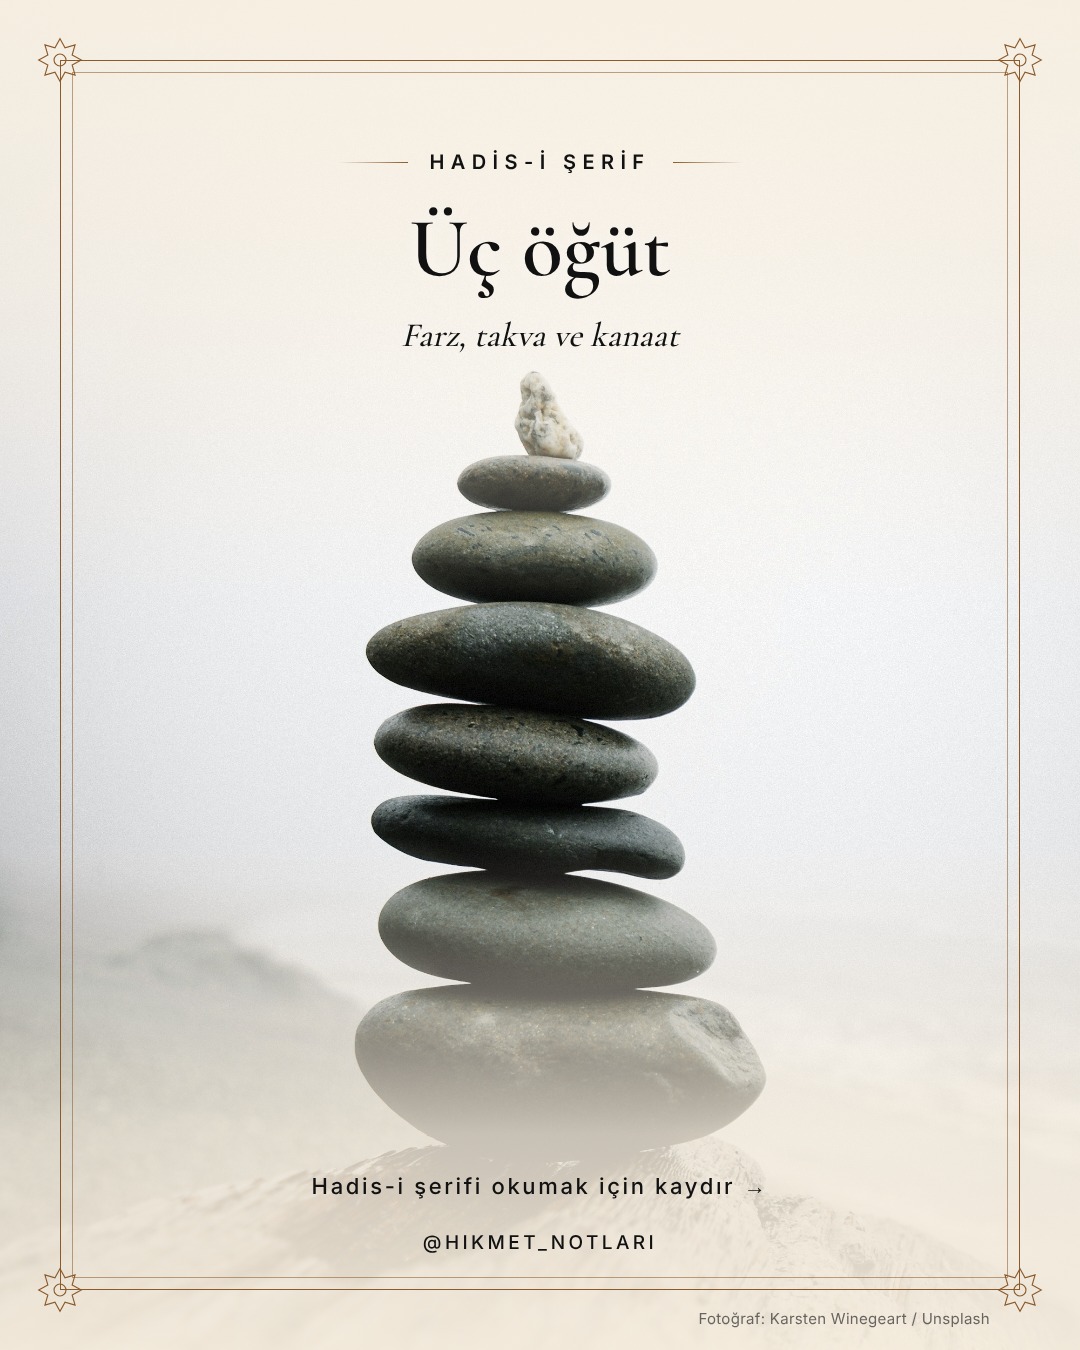 HADİS-İ ŞERİF
Üç öğüt
Farz, takva ve kanaat
Hadis-i şerifi okumak için kaydır →
@HIKMET_NOTLARI
Fotoğraf: Karsten Winegeart / Unsplash